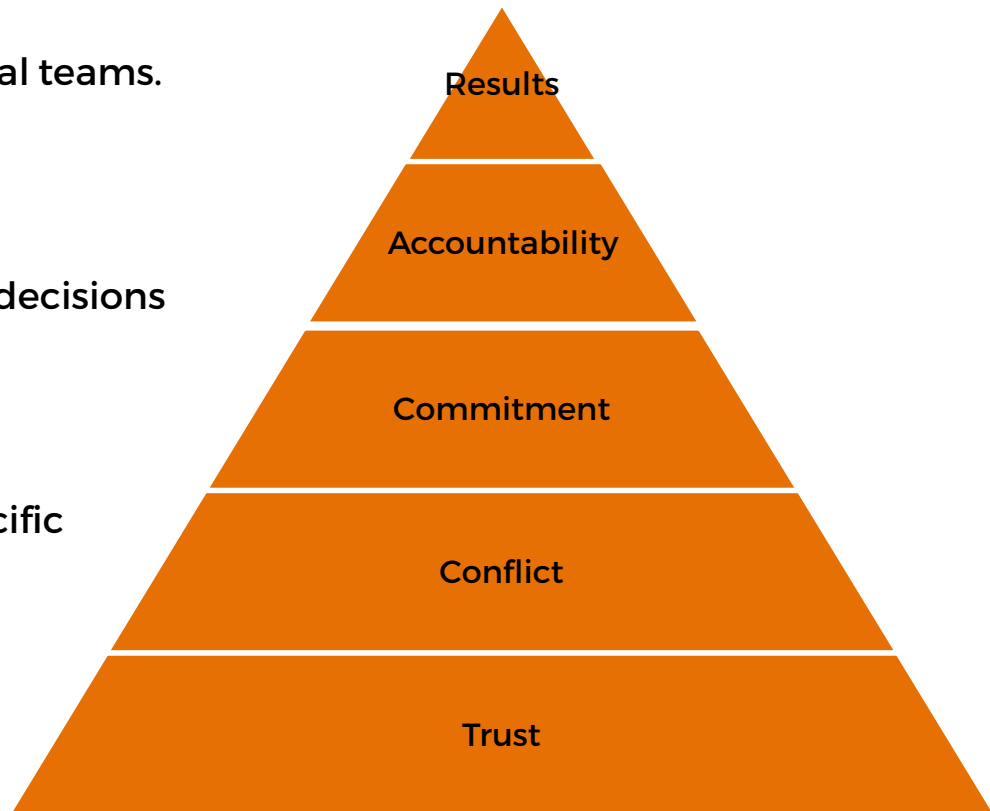 al teams.
Results
Accountability
decisions
Commitment
cific
Conflict
Trust